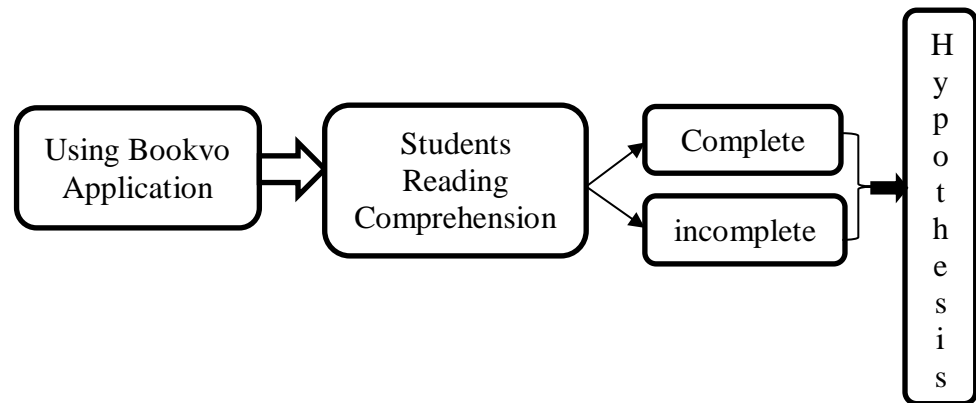 Using Bookvo
Application
Students
Reading
Comprehension
Complete
incomplete
H
y
p
o
t
h
e
s
i
s